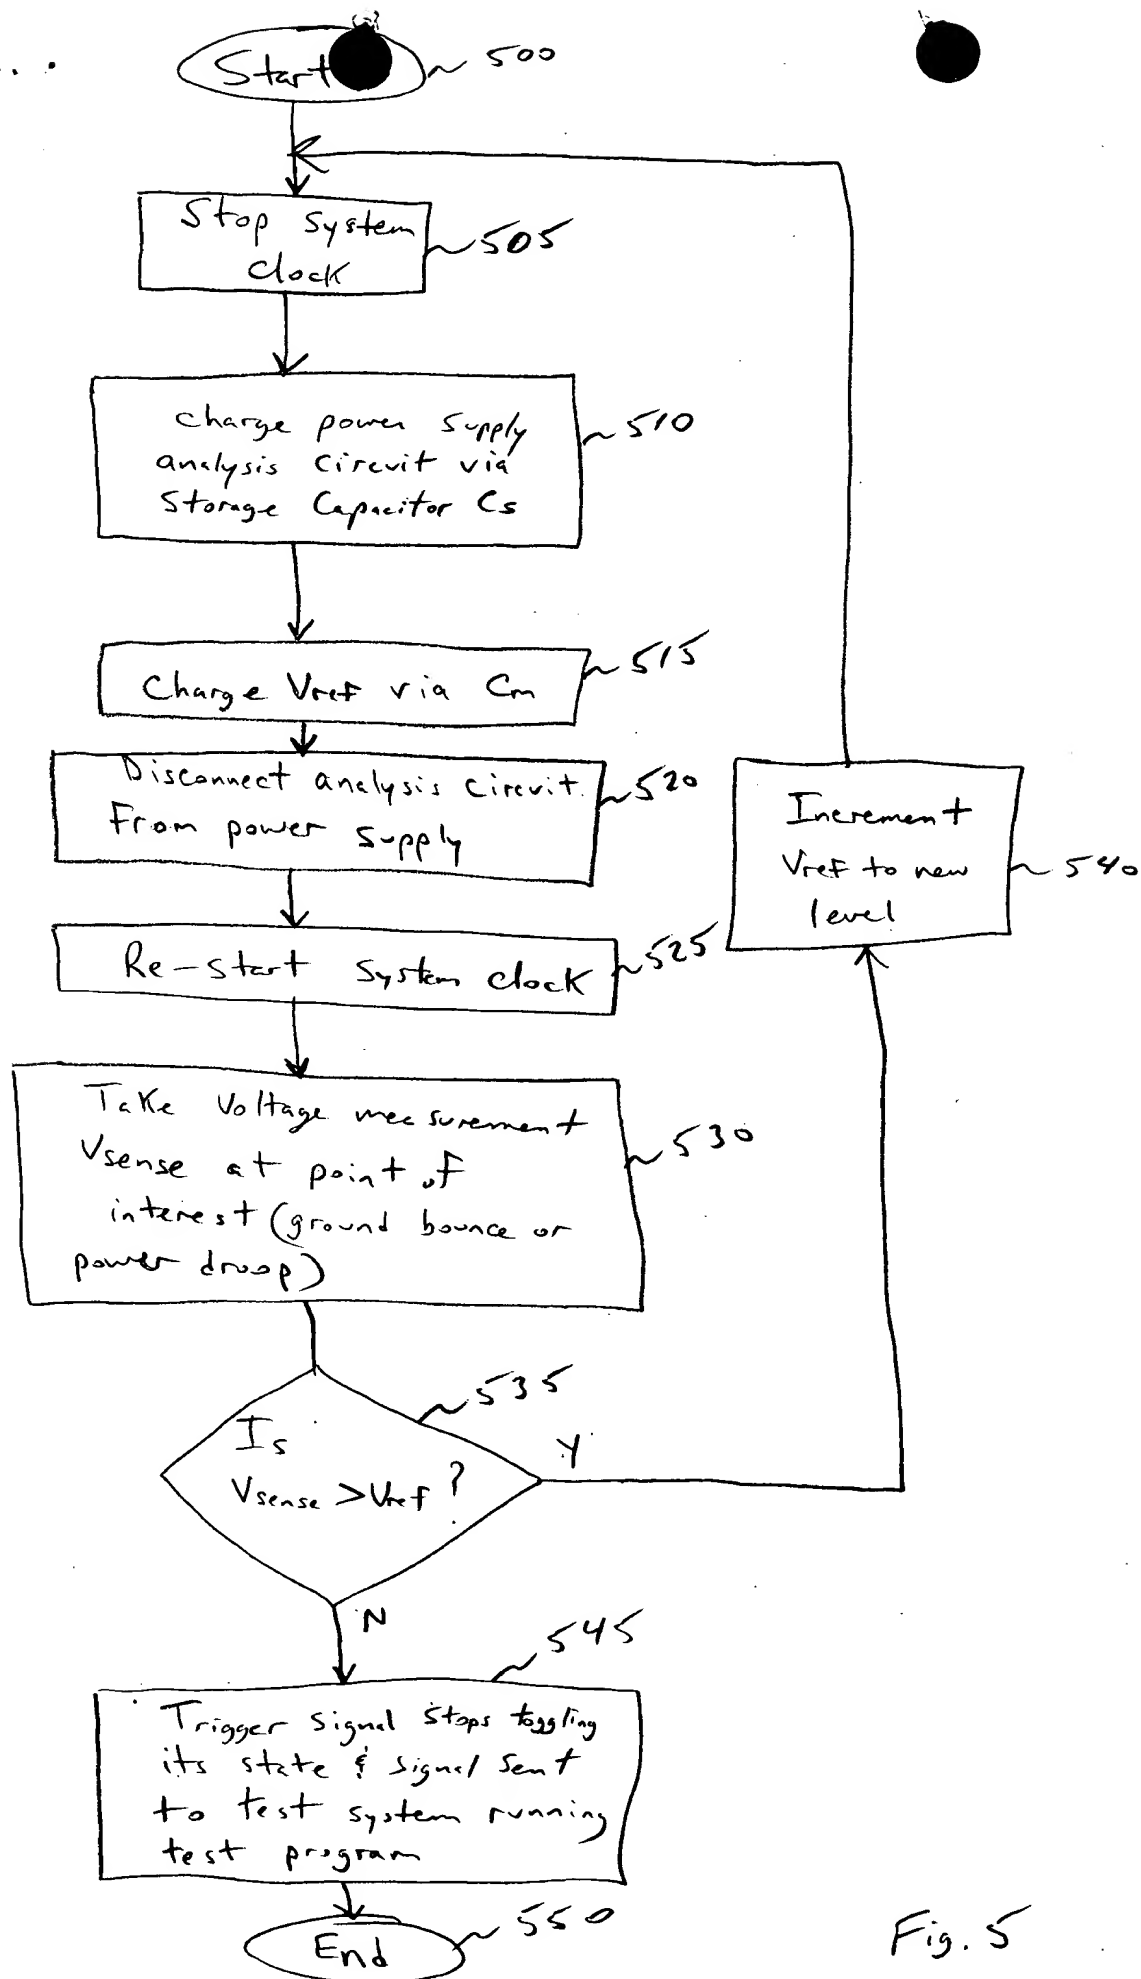 Start
500
Stop System
clock
505
Charge power supply
analysis circuit via
Storage Capacitor Cs
510
Charge Vref via Cm
515
Disconnect analysis circuit
From power supply
520
Re-start system clock
525
Take Voltage measurement
Vsense at point of
interest (ground bounce or
power droop)
530
Is
Vsense > Vref ?
535
Y
Increment
Vref to new
level
540
N
Trigger signal stops toggling
its state & signal sent
to test system running
test program
545
End
550
Fig. 5